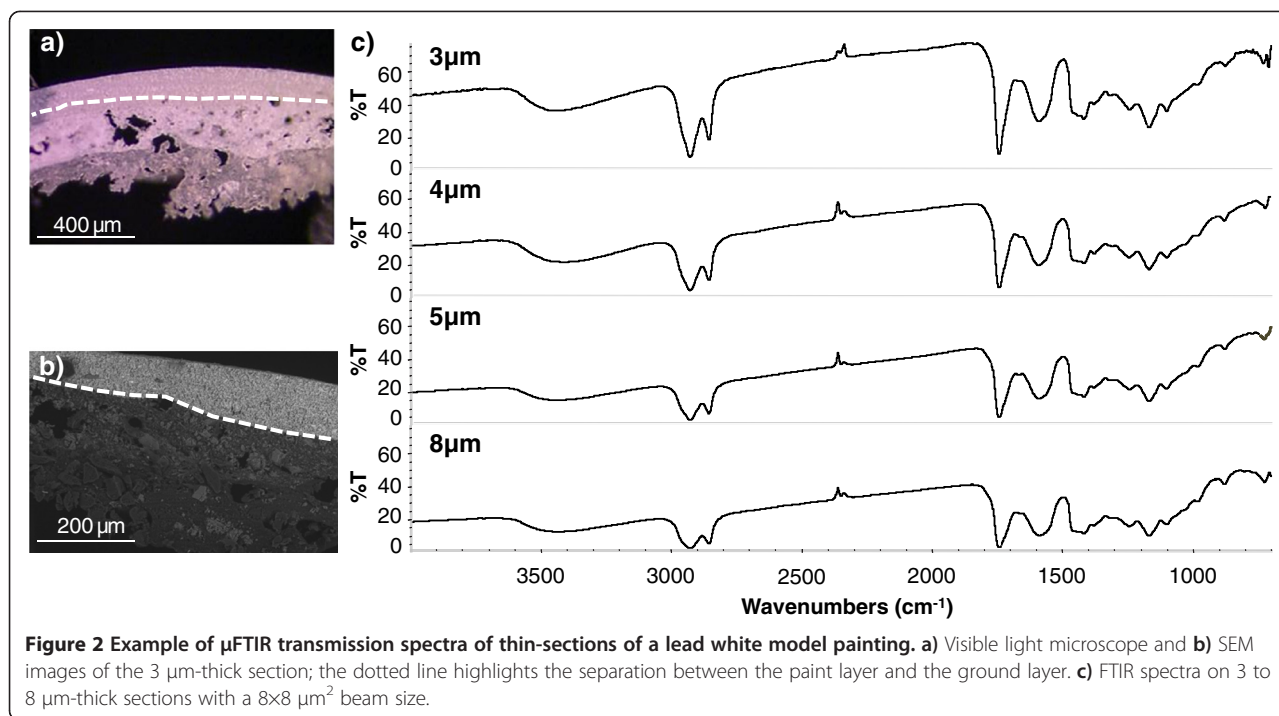 a)
400 µm
b)
200 µm
c)
3µm
%T
60
40
20
0
4µm
%T
60
40
20
0
5µm
%T
60
40
20
0
8µm
%T
60
40
20
0
3500 3000 2500 2000 1500 1000
Wavenumbers (cm-1)
Figure 2 Example of µFTIR transmission spectra of thin-sections of a lead white model painting. a) Visible light microscope and b) SEM
images of the 3 µm-thick section; the dotted line highlights the separation between the paint layer and the ground layer. c) FTIR spectra on 3 to
8 µm-thick sections with a 8×8 µm² beam size.